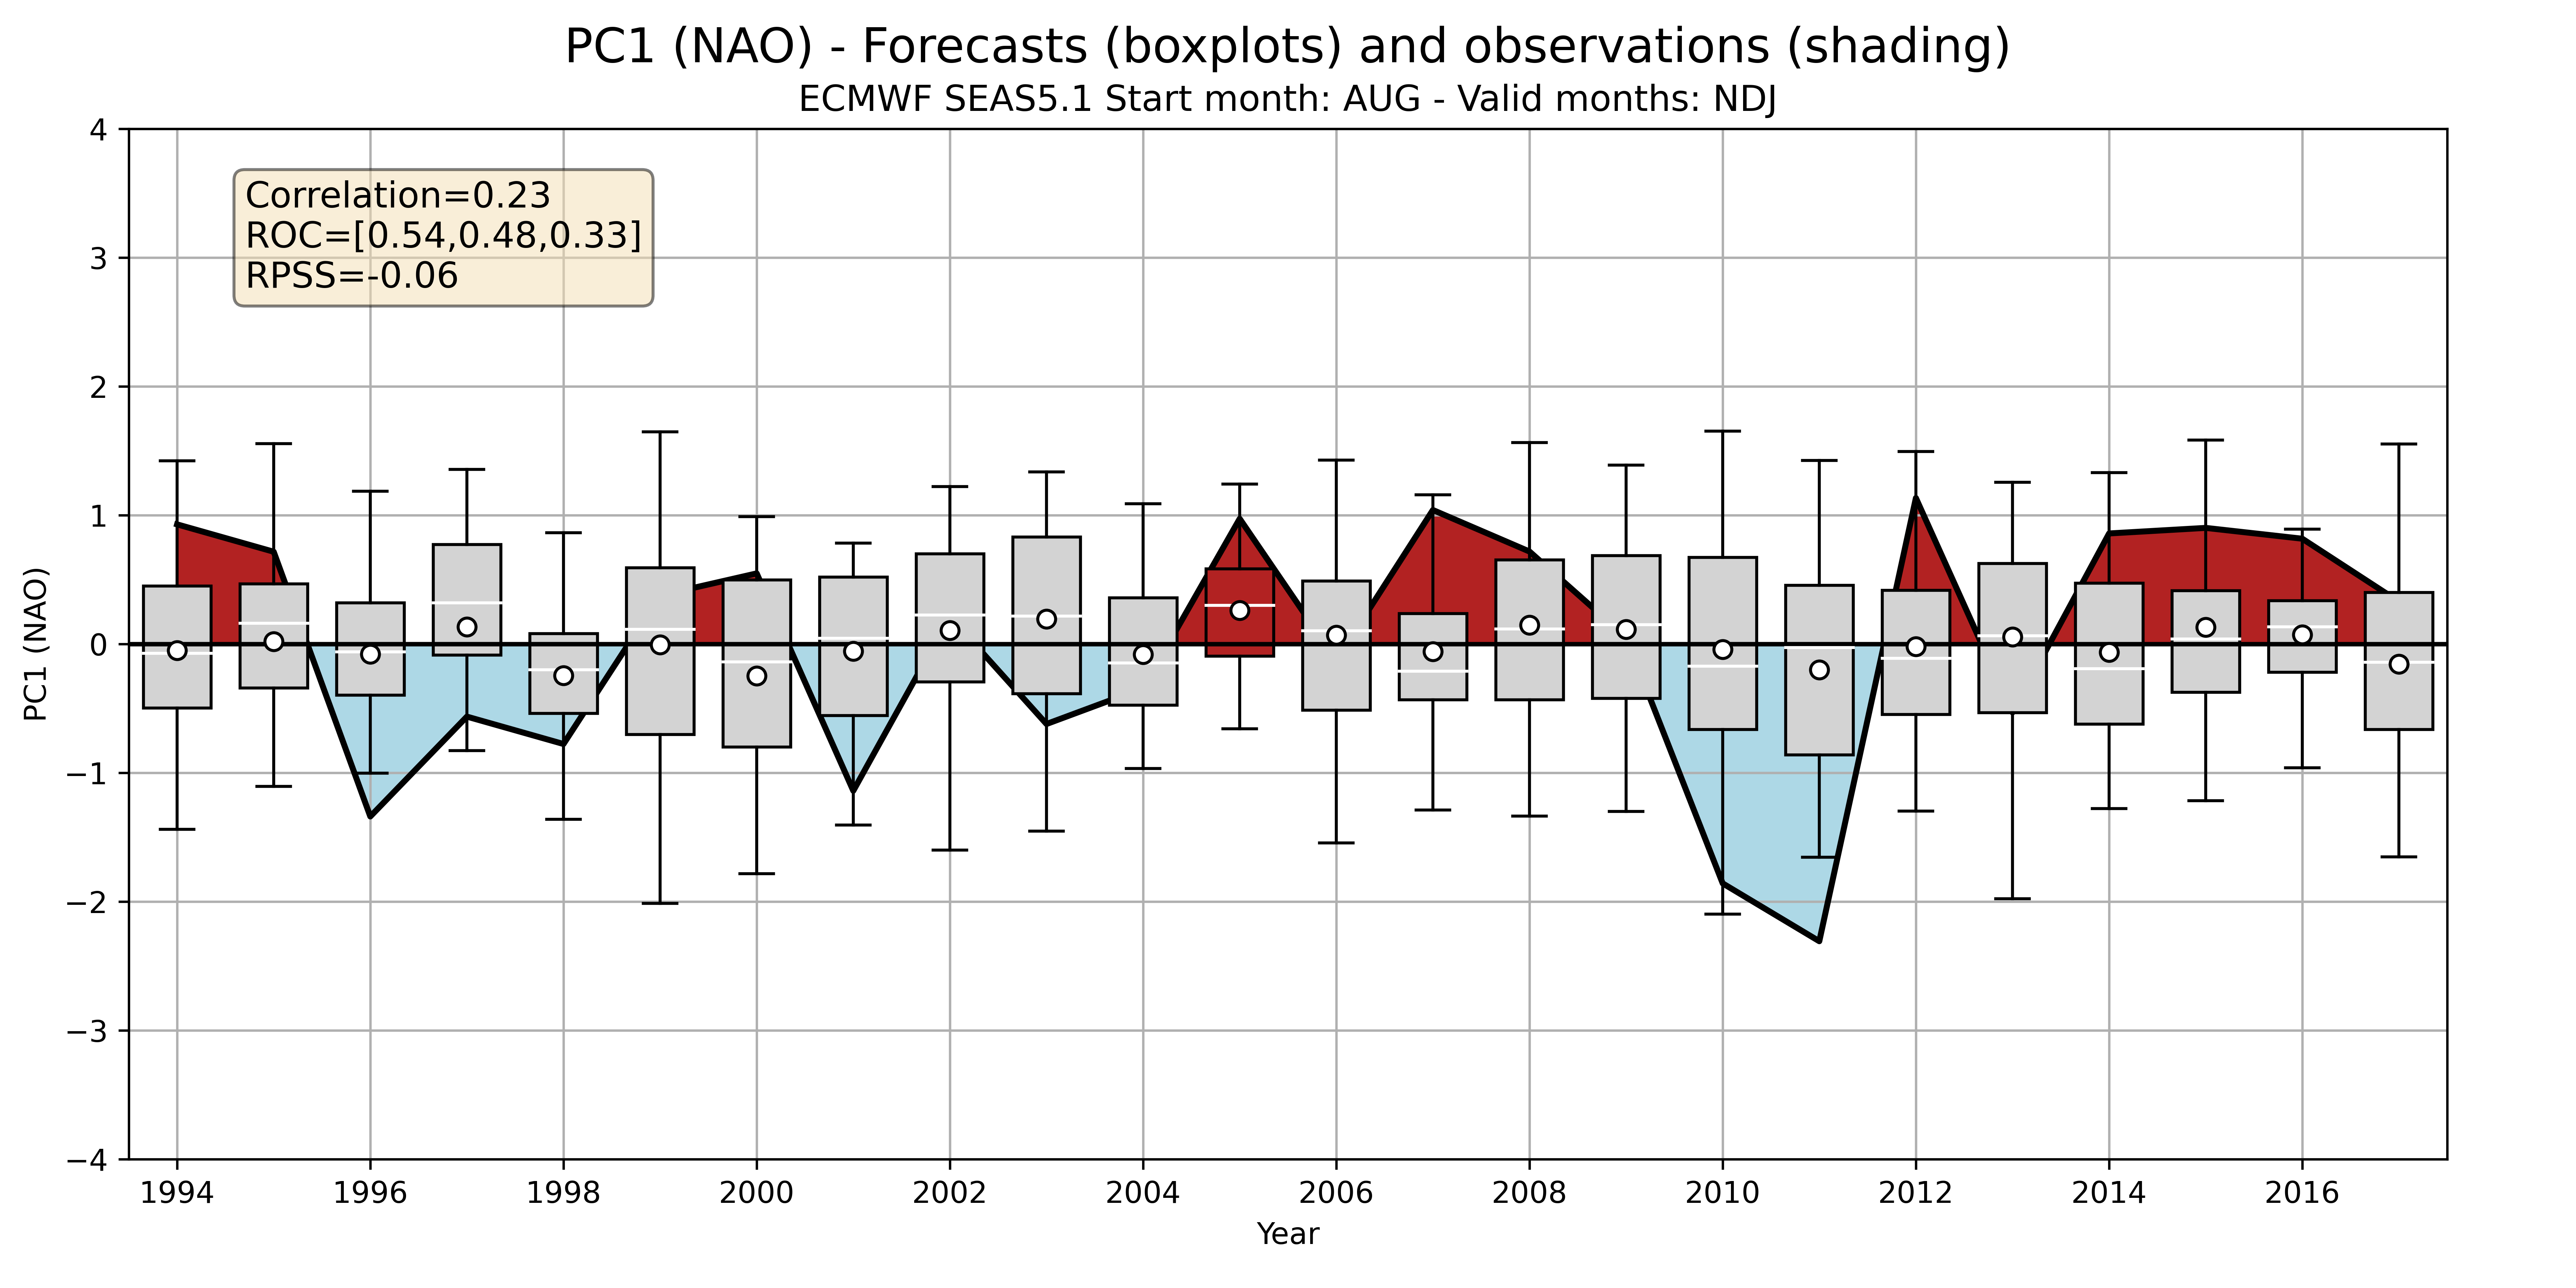 PC1 (NAO) - Forecasts (boxplots) and observations (shading)
ECMWF SEAS5.1 Start month: AUG - Valid months: NDJ
Correlation=0.23
ROC=[0.54,0.48,0.33]
RPSS=-0.06
PC1 (NAO)
4
3
2
1
0
−1
−2
−3
−4
1994 1996 1998 2000 2002 2004 2006 2008 2010 2012 2014 2016
Year